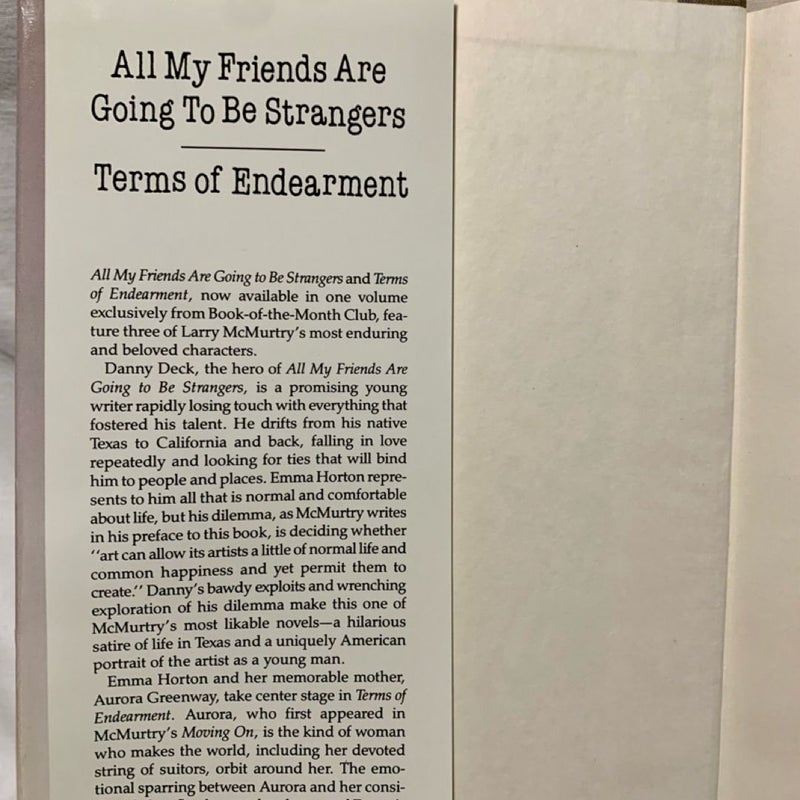 All My Friends Are
Going To Be Strangers
Terms of Endearment
All My Friends Are Going to Be Strangers and Terms
of Endearment, now available in one volume
exclusively from Book-of-the-Month Club, fea-
ture three of Larry McMurtry's most enduring
and beloved characters.
Danny Deck, the hero of All My Friends Are
Going to Be Strangers, is a promising young
writer rapidly losing touch with everything that
fostered his talent. He drifts from his native
Texas to California and back, falling in love
repeatedly and looking for ties that will bind
him to people and places. Emma Horton repre-
sents to him all that is normal and comfortable
about life, but his dilemma, as McMurtry writes
in his preface to this book, is deciding whether
"art can allow its artists a little of normal life and
common happiness and yet permit them to
create." Danny's bawdy exploits and wrenching
exploration of his dilemma make this one of
McMurtry's most likable novels—a hilarious
satire of life in Texas and a uniquely American
portrait of the artist as a young man.
Emma Horton and her memorable mother,
Aurora Greenway, take center stage in Terms of
Endearment. Aurora, who first appeared in
McMurtry's Moving On, is the kind of woman
who makes the world, including her devoted
string of suitors, orbit around her. The emo-
tional sparring between Aurora and her consi-